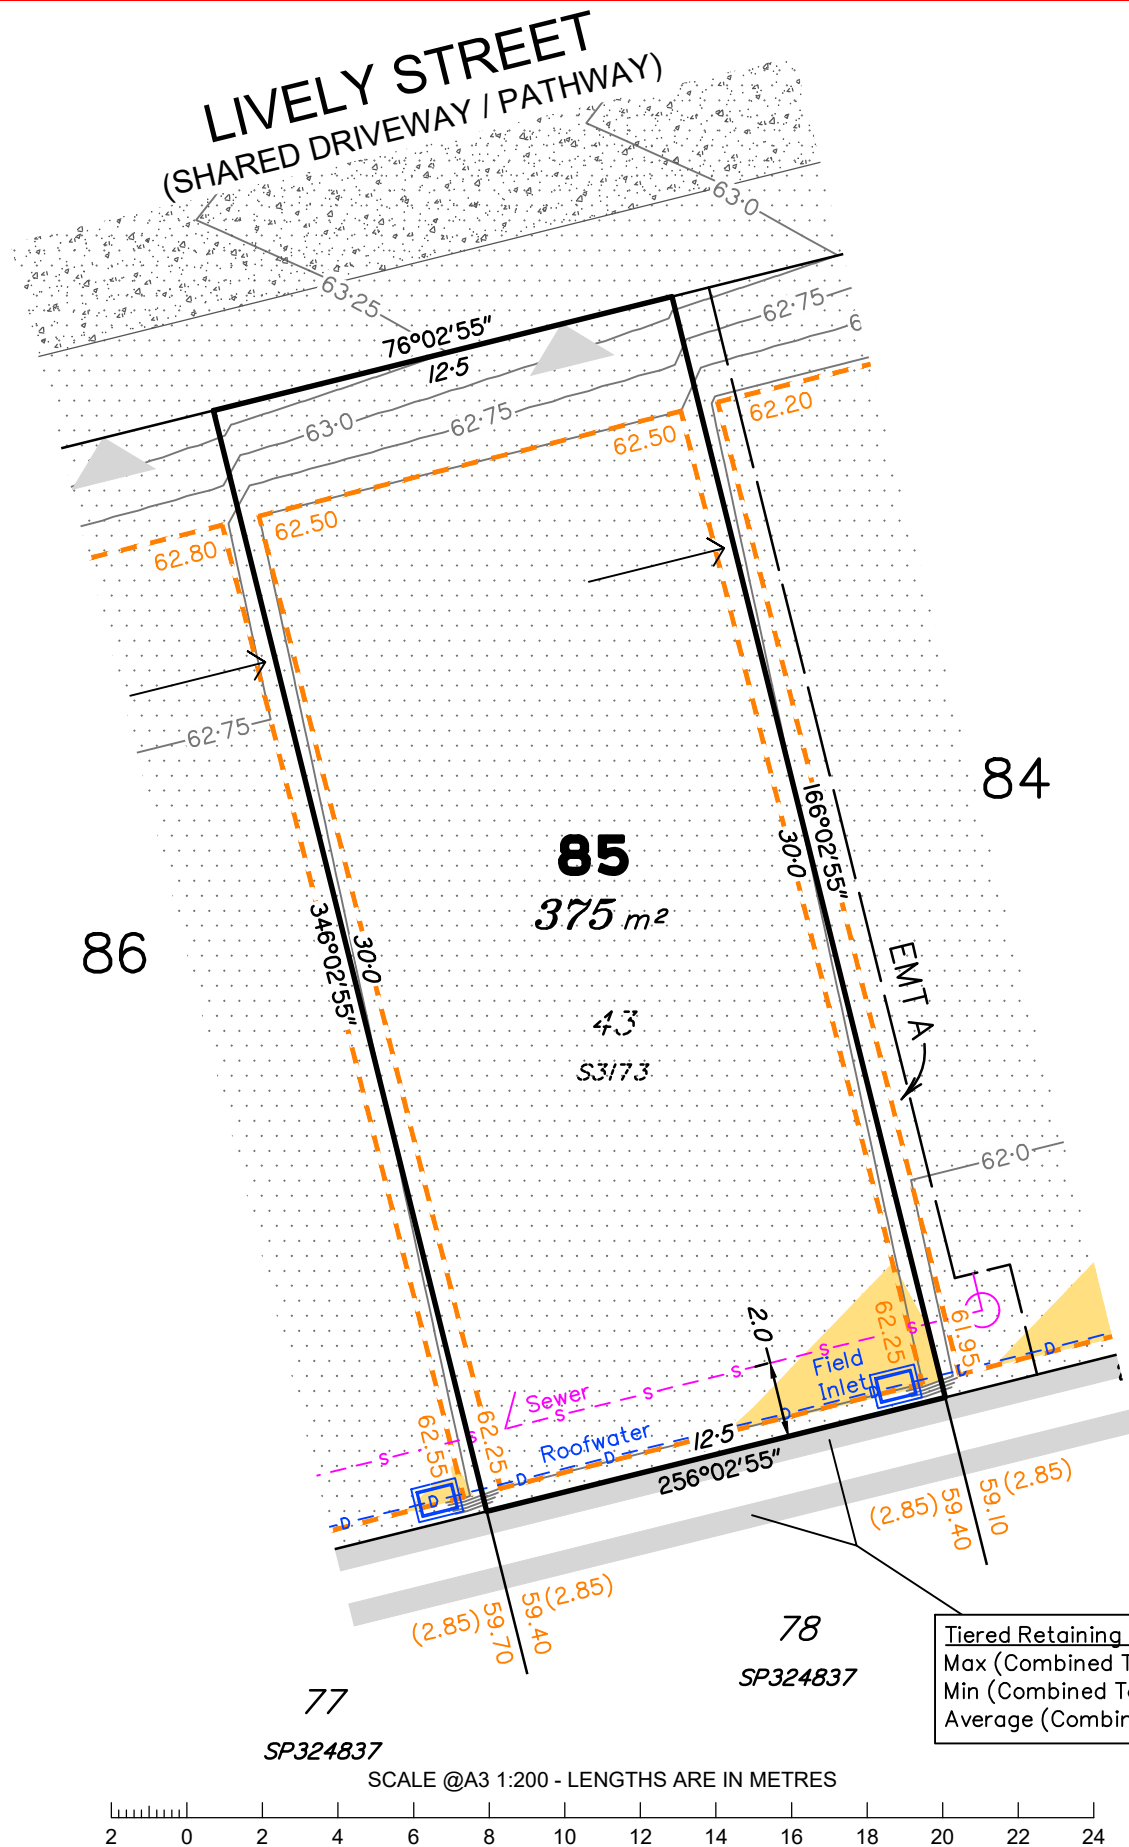 LIVELY STREET
(SHARED DRIVEWAY / PATHWAY)
63·0
63·25
76°02'55"
12·5
62·75
6
63·0
62·75
62.20
62.50
62.50
62.80
62·75
84
85
375 m²
166°02'55"
30·0
86
346°02'55"
30·0
EMT A
43
S3173
62·0
2.0
62.25
61.95
Field
Inlet
S
S
S
S
S
S
S
Sewer
62.55
62.25
Roofwater
D
D
D
D
D
D
D
12·5
256°02'55"
(2.85)
59.40
59.10
(2.85)
(2.85)
59.70
59.40
(2.85)
78
SP324837
77
SP324837
Tiered Retaining
Max (Combined T
Min (Combined To
Average (Combin
SCALE @A3 1:200 - LENGTHS ARE IN METRES
2 0 2 4 6 8 10 12 14 16 18 20 22 24